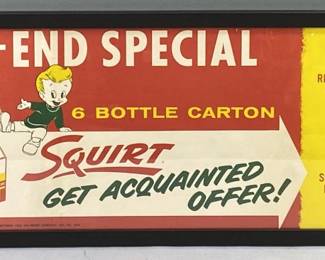 -END SPECIAL
6 BOTTLE CARTON
SQUIRT
GET ACQUAINTED
OFFER!
R
S